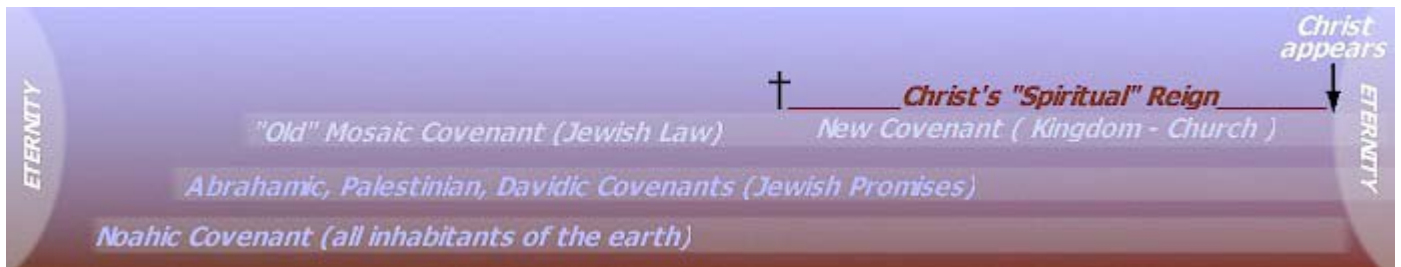 Christ
appears
ETERNITY
Christ's "Spiritual" Reign
"Old" Mosaic Covenant (Jewish Law)
New Covenant ( Kingdom - Church )
ETERNITY
Abrahamic, Palestinian, Davidic Covenants (Jewish Promises)
Noahic Covenant (all inhabitants of the earth)